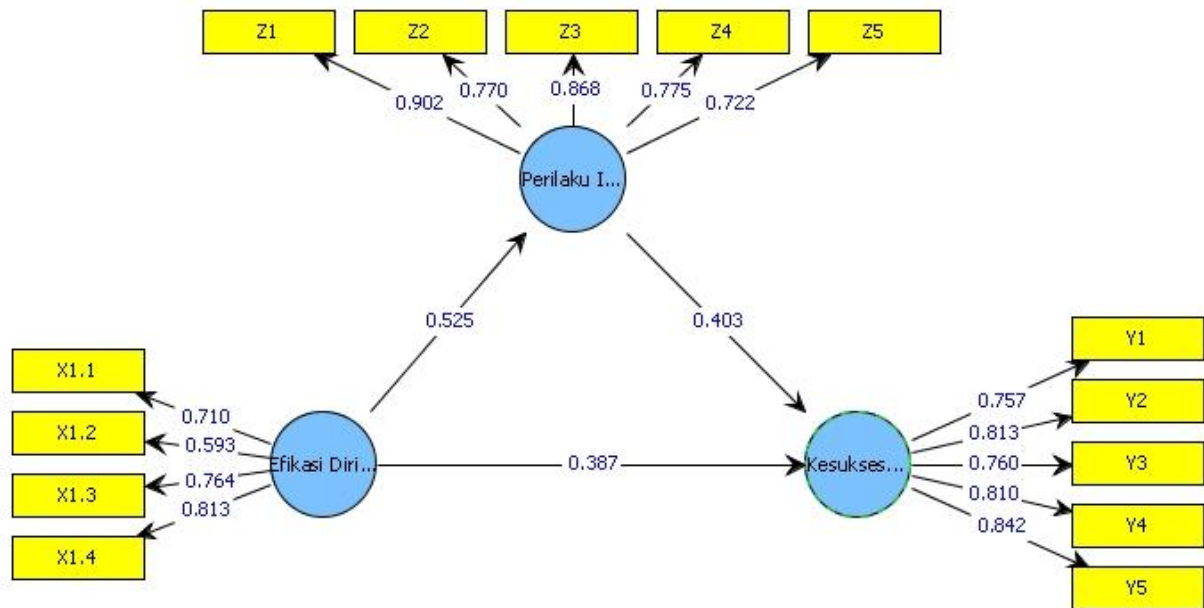 Z1
Z2
Z3
Z4
Z5
0.902
0.770
0.868
0.775
0.722
Perilaku I...
0.525
0.403
X1.1
X1.2
X1.3
X1.4
0.710
0.593
0.764
0.813
Efikasi Diri...
0.387
Kesukses...
0.757
0.813
0.760
0.810
0.842
Y1
Y2
Y3
Y4
Y5